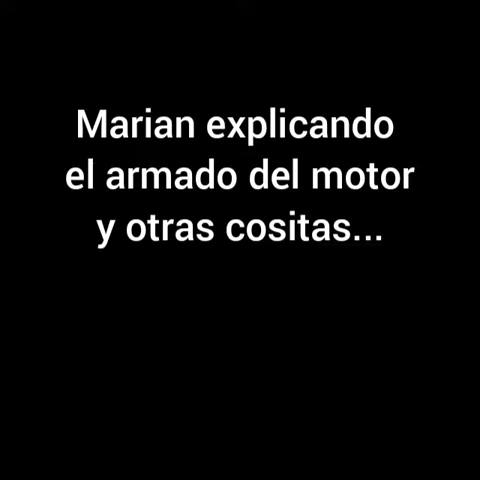 Marian explicando
el armado del motor
y otras cositas...